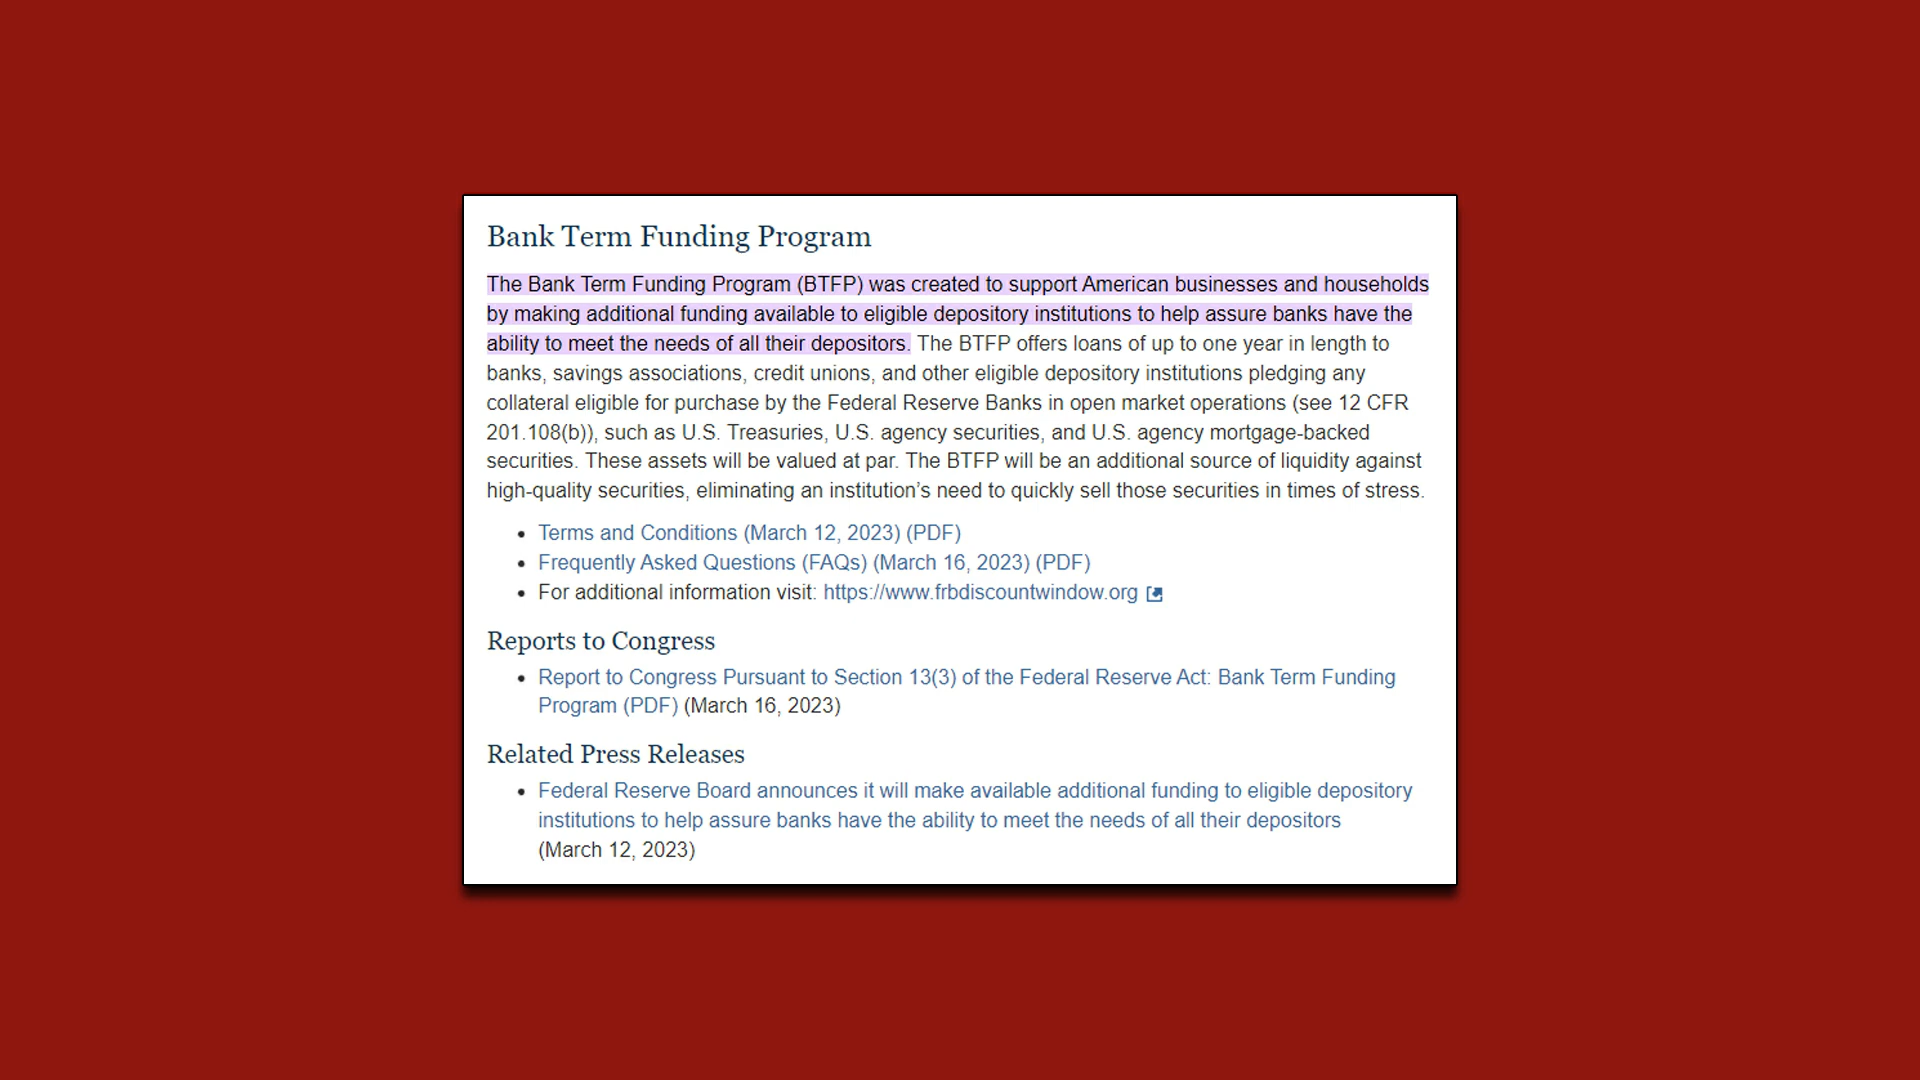 Bank Term Funding Program
The Bank Term Funding Program (BTFP) was created to support American businesses and households
by making additional funding available to eligible depository institutions to help assure banks have the
ability to meet the needs of all their depositors. The BTFP offers loans of up to one year in length to
banks, savings associations, credit unions, and other eligible depository institutions pledging any
collateral eligible for purchase by the Federal Reserve Banks in open market operations (see 12 CFR
201.108(b)), such as U.S. Treasuries, U.S. agency securities, and U.S. agency mortgage-backed
securities. These assets will be valued at par. The BTFP will be an additional source of liquidity against
high-quality securities, eliminating an institution’s need to quickly sell those securities in times of stress.
• Terms and Conditions (March 12, 2023) (PDF)
• Frequently Asked Questions (FAQs) (March 16, 2023) (PDF)
• For additional information visit: https://www.frbdiscountwindow.org
Reports to Congress
• Report to Congress Pursuant to Section 13(3) of the Federal Reserve Act: Bank Term Funding
Program (PDF) (March 16, 2023)
Related Press Releases
• Federal Reserve Board announces it will make available additional funding to eligible depository
institutions to help assure banks have the ability to meet the needs of all their depositors
(March 12, 2023)